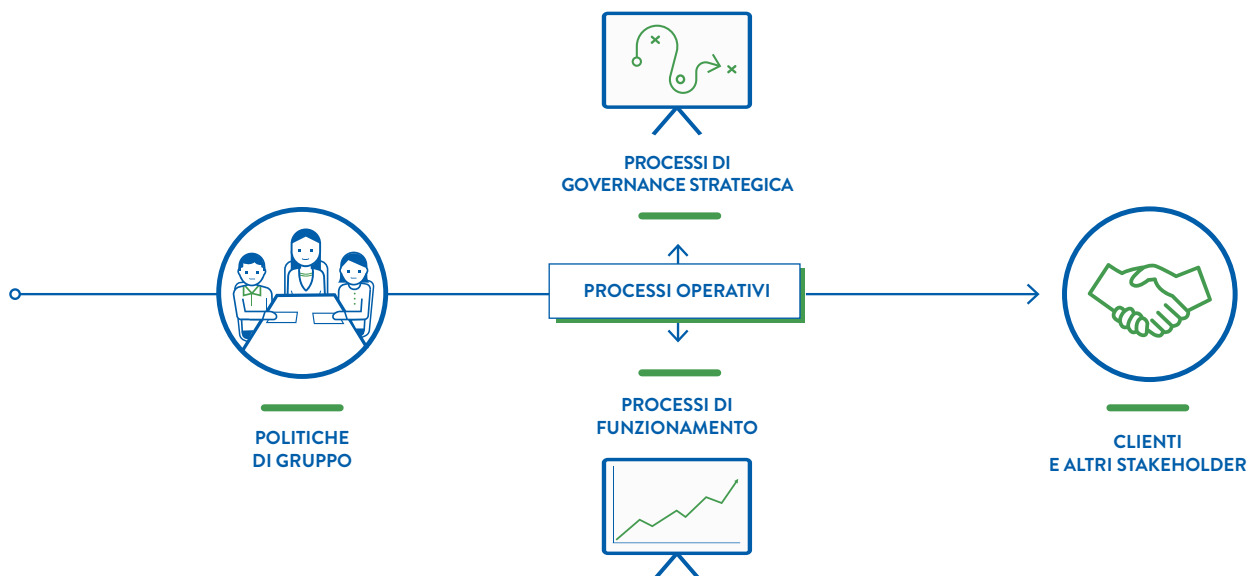 PROCESSI DI
GOVERNANCE STRATEGICA
PROCESSI OPERATIVI
PROCESSI DI
FUNZIONAMENTO
POLITICHE
DI GRUPPO
CLIENTI
E ALTRI STAKEHOLDER